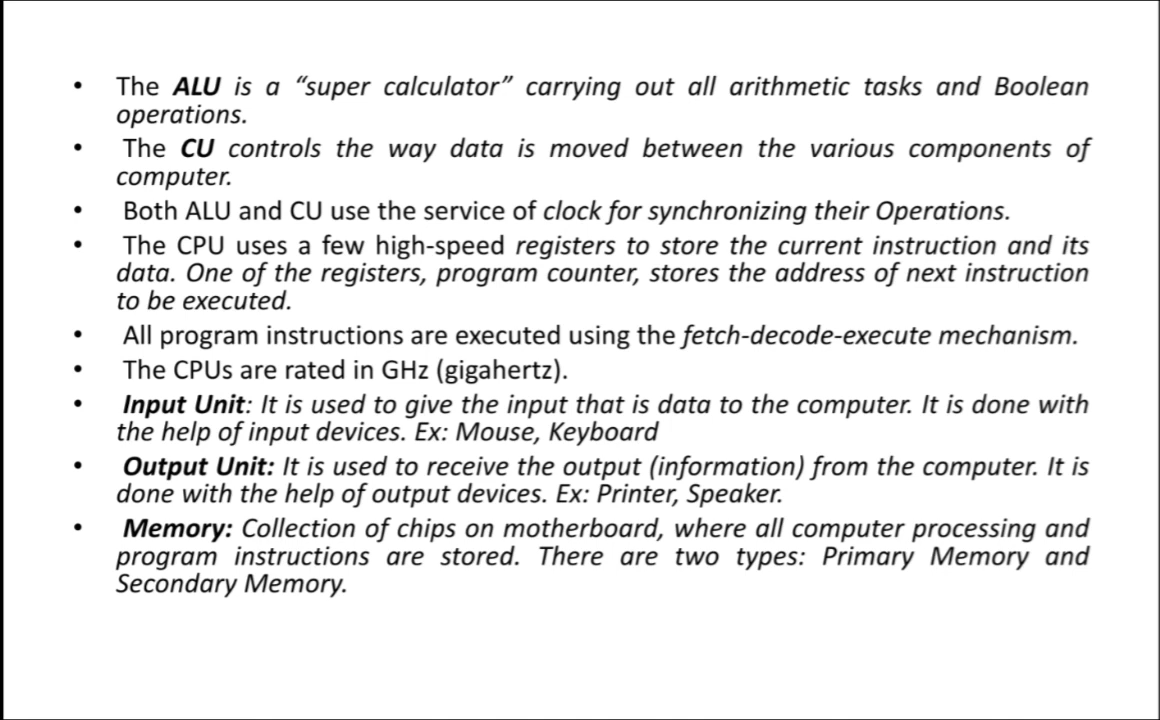 • The ALU is a “super calculator” carrying out all arithmetic tasks and Boolean
operations.
• The CU controls the way data is moved between the various components of
computer.
• Both ALU and CU use the service of clock for synchronizing their Operations.
• The CPU uses a few high-speed registers to store the current instruction and its
data. One of the registers, program counter, stores the address of next instruction
to be executed.
• All program instructions are executed using the fetch-decode-execute mechanism.
• The CPUs are rated in GHz (gigahertz).
• Input Unit: It is used to give the input that is data to the computer. It is done with
the help of input devices. Ex: Mouse, Keyboard
• Output Unit: It is used to receive the output (information) from the computer. It is
done with the help of output devices. Ex: Printer, Speaker.
• Memory: Collection of chips on motherboard, where all computer processing and
program instructions are stored. There are two types: Primary Memory and
Secondary Memory.